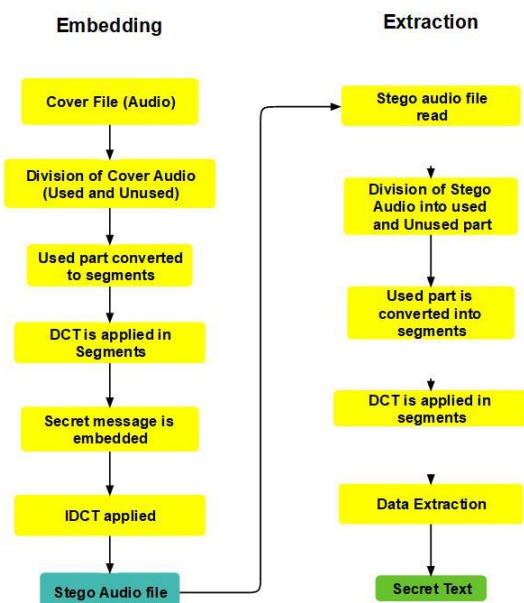 Embedding
Cover File (Audio)
Division of Cover Audio
(Used and Unused)
Used part converted
to segments
DCT is applied in
Segments
Secret message is
embedded
IDCT applied
Stego Audio file
Extraction
Stego audio file
read
Division of Stego
Audio into used
and Unused part
Used part is
converted into
segments
DCT is applied in
segments
Data Extraction
Secret Text